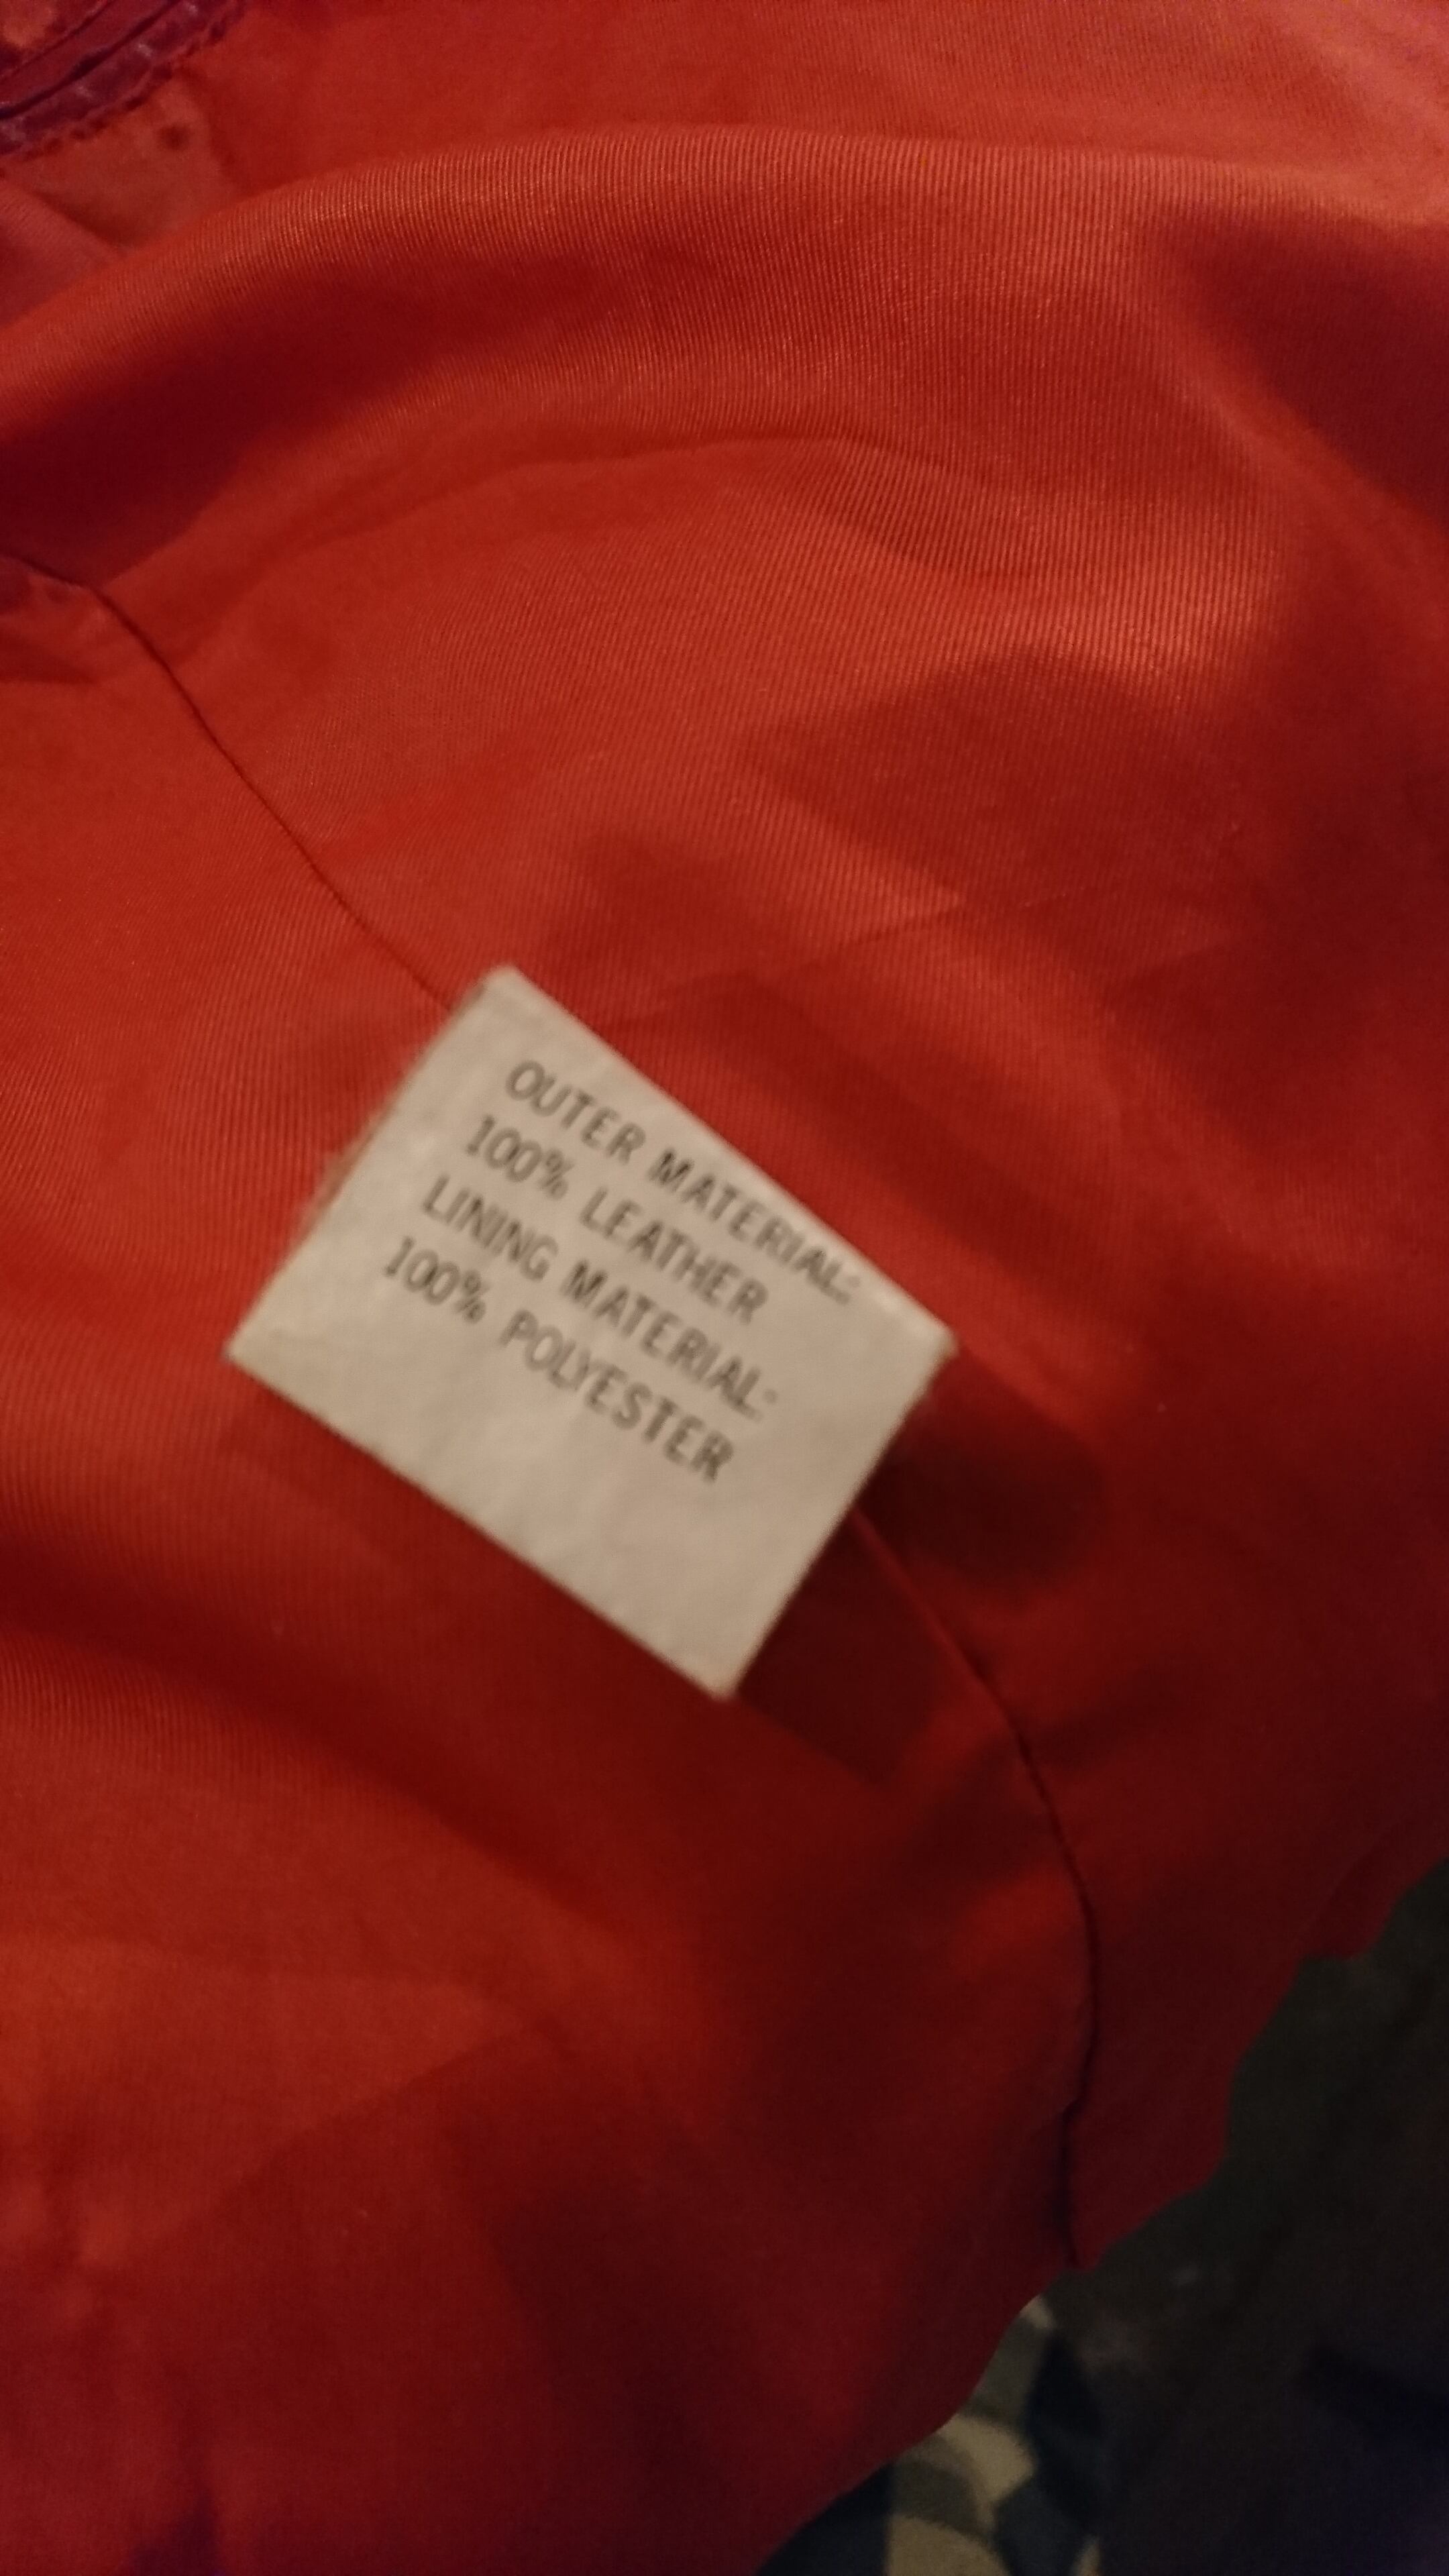 OUTER MATERIAL:
100% LEATHER
LINING MATERIAL:
100% POLYESTER